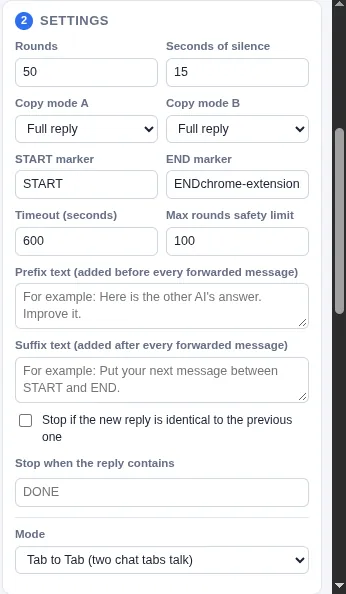 2 SETTINGS
Rounds Seconds of silence
50 15
Copy mode A Copy mode B
Full reply Full reply
START marker END marker
START ENDchrome-extension
Timeout (seconds) Max rounds safety limit
600 100
Prefix text (added before every forwarded message)
For example: Here is the other AI's answer.
Improve it.
Suffix text (added after every forwarded message)
For example: Put your next message between
START and END.
Stop if the new reply is identical to the previous
one
Stop when the reply contains
DONE
Mode
Tab to Tab (two chat tabs talk)